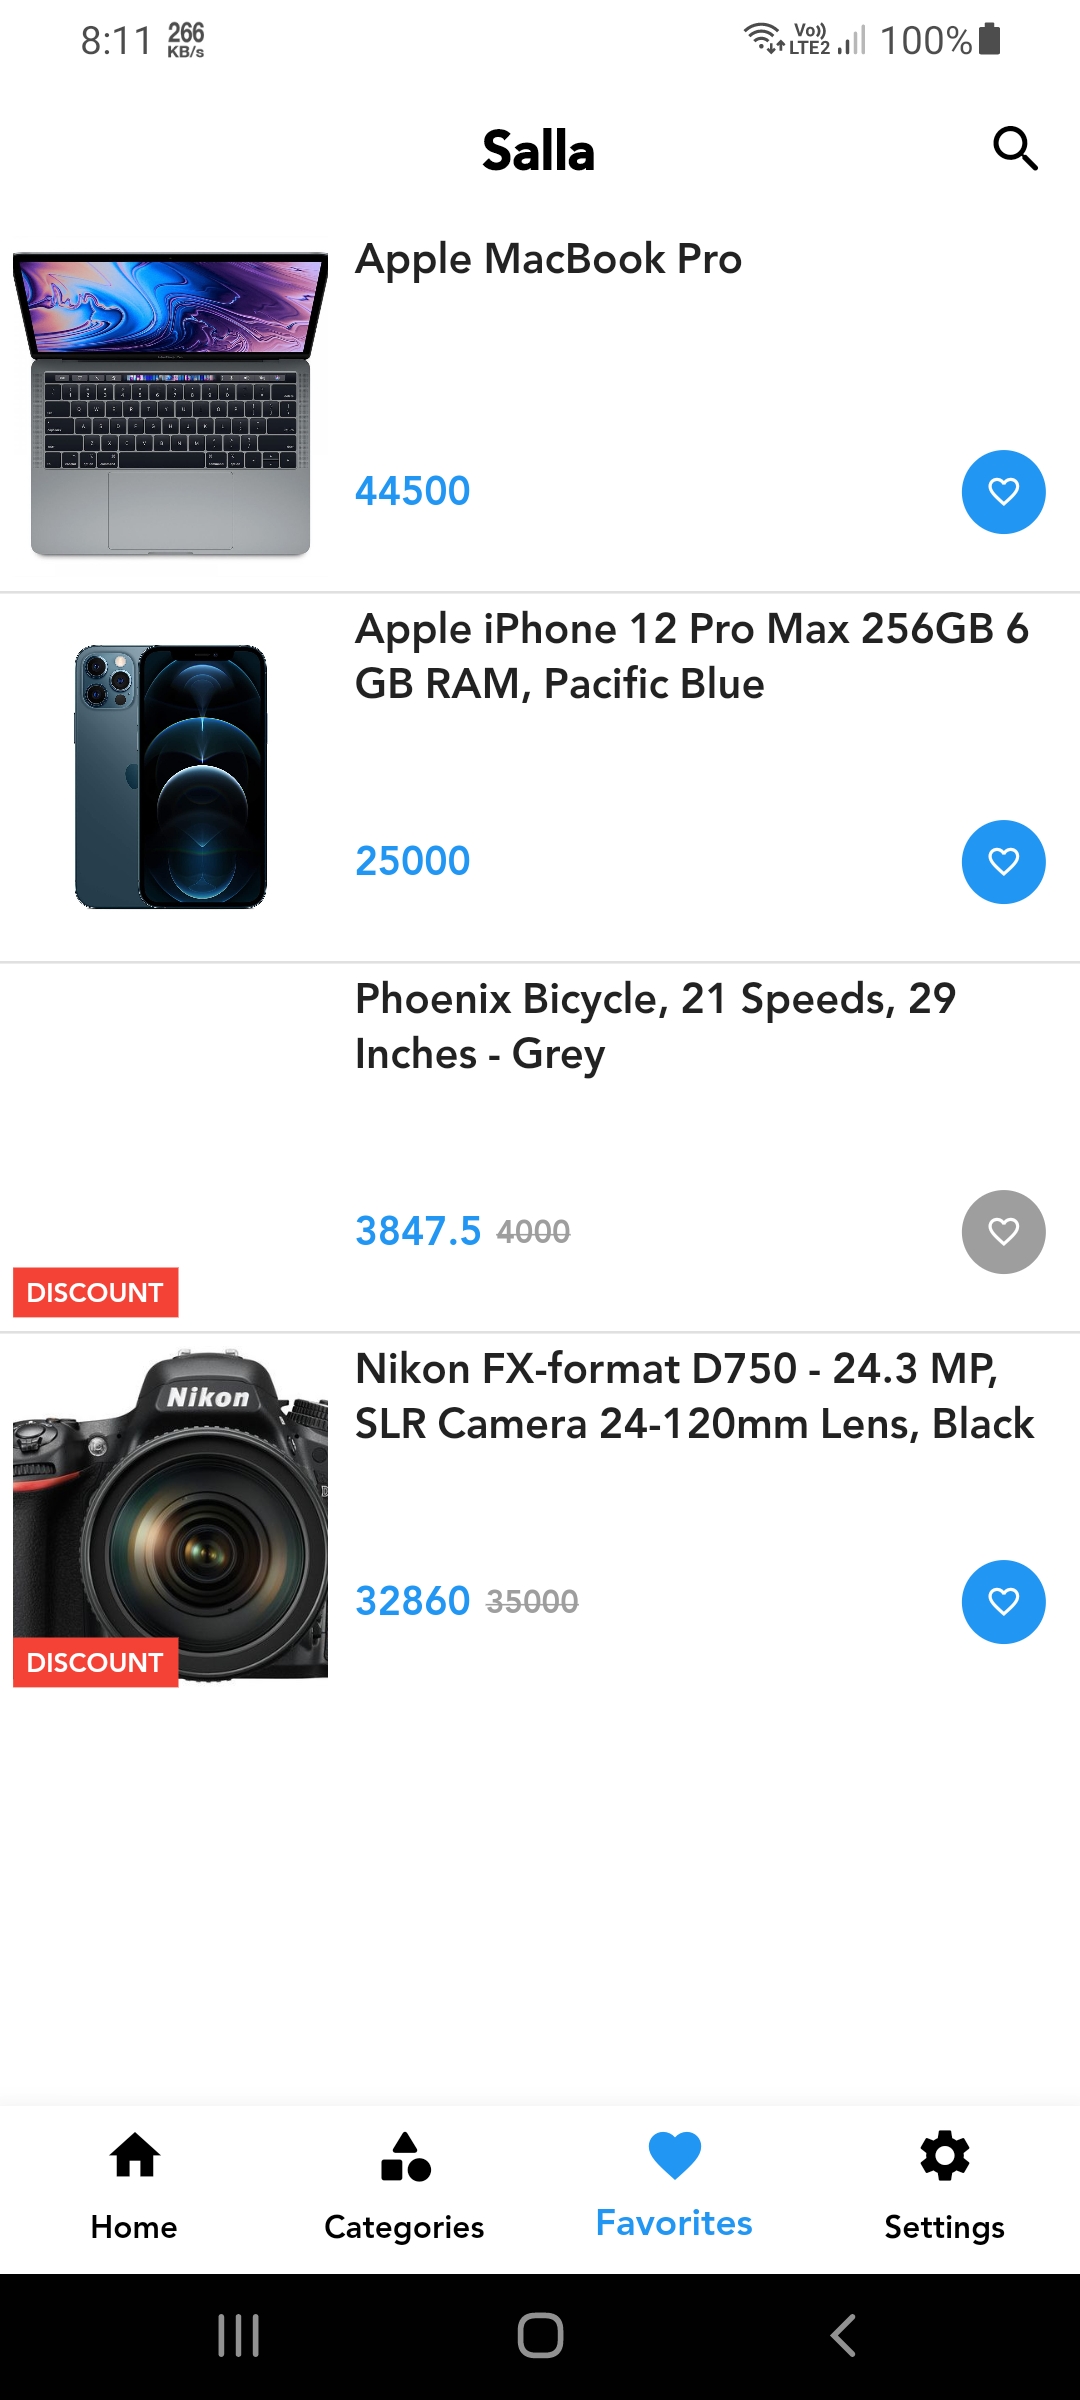 8:11 266 KB/s Vo)) LTE2 100%
Salla
Apple MacBook Pro
44500
Apple iPhone 12 Pro Max 256GB 6
GB RAM, Pacific Blue
25000
Phoenix Bicycle, 21 Speeds, 29
Inches - Grey
3847.5 4000
DISCOUNT
Nikon
Nikon FX-format D750 - 24.3 MP,
SLR Camera 24-120mm Lens, Black
32860 35000
DISCOUNT
Home Categories Favorites Settings